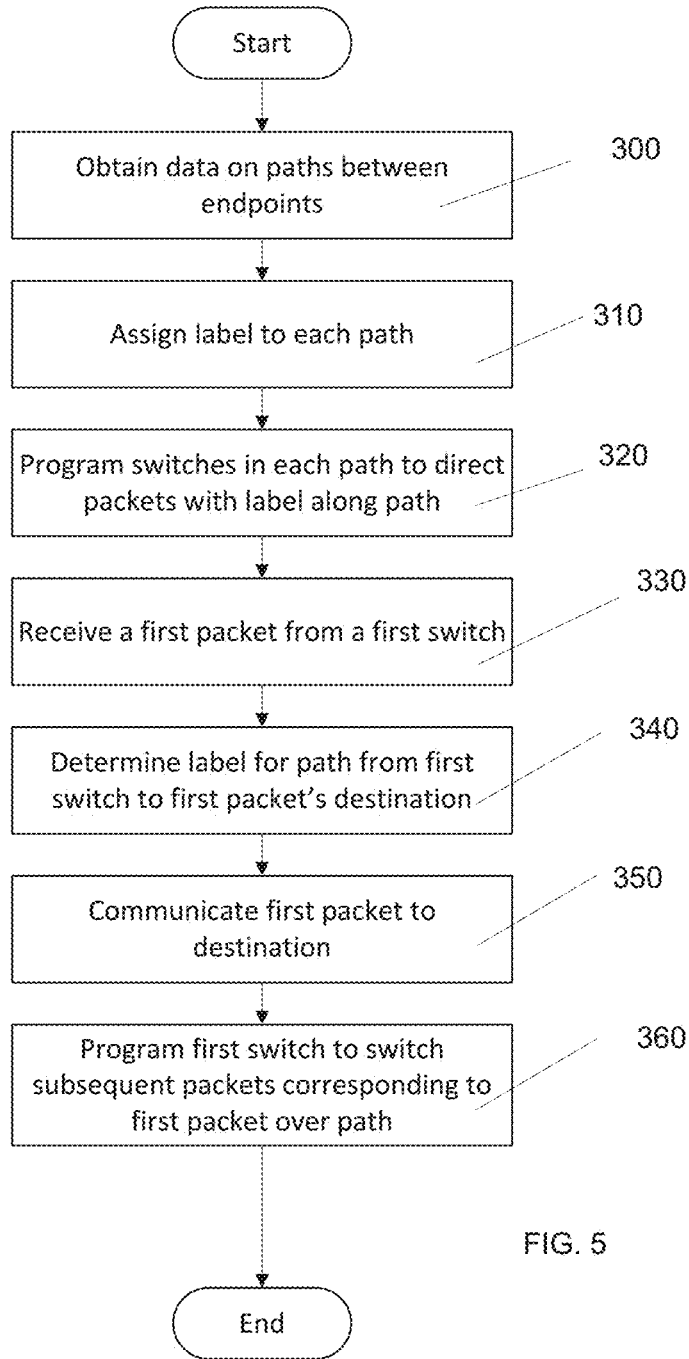 Start
Obtain data on paths between
endpoints
300
Assign label to each path
310
Program switches in each path to direct
packets with label along path
320
Receive a first packet from a first switch
330
Determine label for path from first
switch to first packet's destination
340
Communicate first packet to
destination
350
Program first switch to switch
subsequent packets corresponding to
first packet over path
360
FIG. 5
End